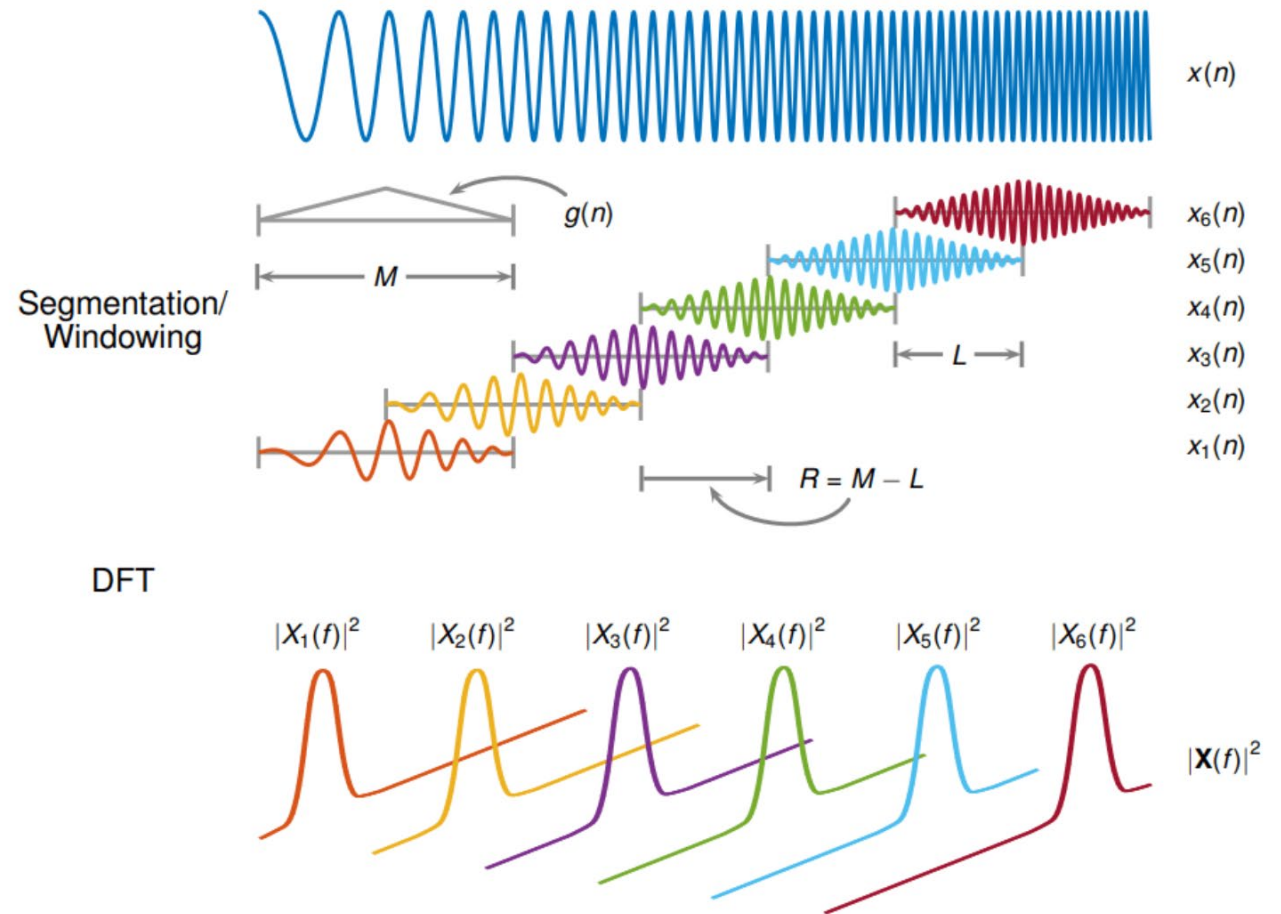 x(n)
g(n)
M
Segmentation/
Windowing
x₆(n)
x₅(n)
x₄(n)
x₃(n)
L
x₂(n)
x₁(n)
R = M − L
DFT
|X₁(f)|² |X₂(f)|² |X₃(f)|² |X₄(f)|² |X₅(f)|² |X₆(f)|²
|X(f)|²